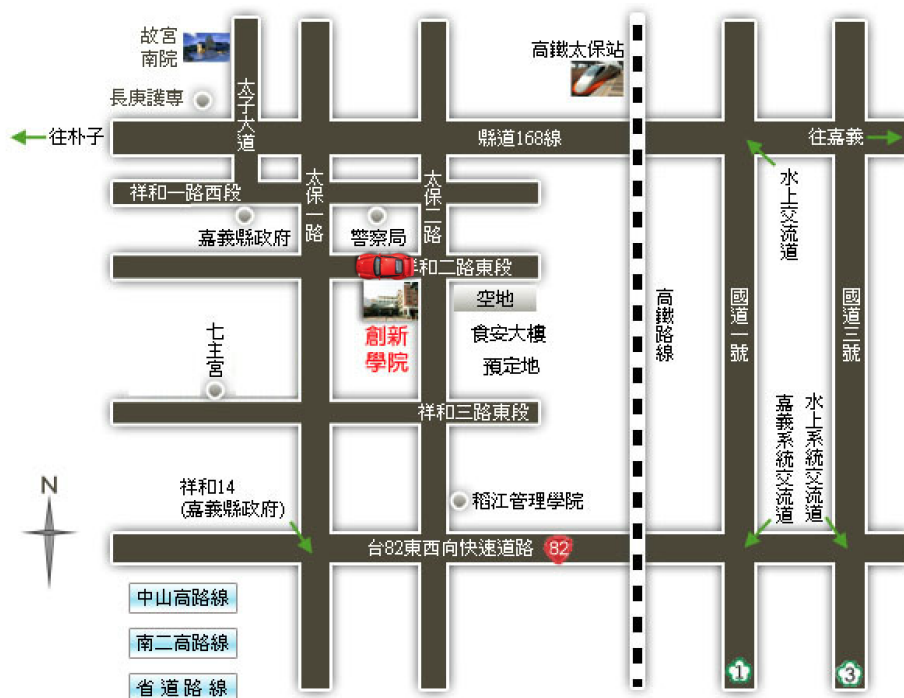 故宮
南院
高鐵太保站
長庚護專
太子大道
往朴子
縣道168線
往嘉義
祥和一路西段
太保一路
太保二路
水上交流道
嘉義縣政府
警察局
祥和二路東段
空地
高鐵路線
國道一號
國道三號
創新
學院
食安大樓
預定地
七主宮
祥和三路東段
嘉義系統交流道
水上系統交流道
N
祥和14
(嘉義縣政府)
稻江管理學院
台82東西向快速道路
82
中山高路線
南二高路線
省道路線
1
3